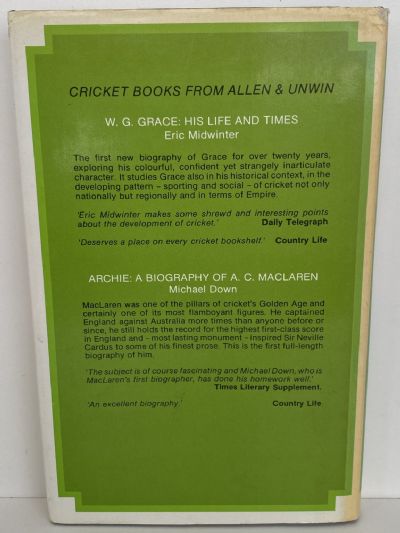 CRICKET BOOKS FROM ALLEN & UNWIN
W. G. GRACE: HIS LIFE AND TIMES
Eric Midwinter
The first new biography of Grace for over twenty years,
exploring his colourful, confident yet strangely inarticulate
character. It studies Grace also in his historical context, in the
developing pattern – sporting and social – of cricket not only
nationally but regionally and in terms of Empire.
'Eric Midwinter makes some shrewd and interesting points
about the development of cricket.' Daily Telegraph
'Deserves a place on every cricket bookshelf.' Country Life
ARCHIE: A BIOGRAPHY OF A. C. MACLAREN
Michael Down
MacLaren was one of the pillars of cricket's Golden Age and
certainly one of its most flamboyant figures. He captained
England against Australia more times than anyone before or
since, he still holds the record for the highest first-class score
in England and – most lasting monument – inspired Sir Neville
Cardus to some of his finest prose. This is the first full-length
biography of him.
'The subject is of course fascinating and Michael Down, who is
MacLaren's first biographer, has done his homework well.'
Times Literary Supplement.
'An excellent biography.' Country Life